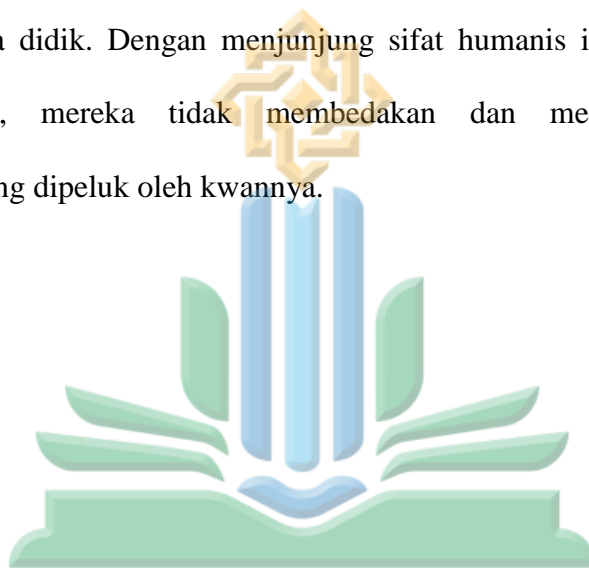 a didik. Dengan menjunjung sifat humanis i
, mereka tidak membedakan dan me
ng dipeluk oleh kwannya.